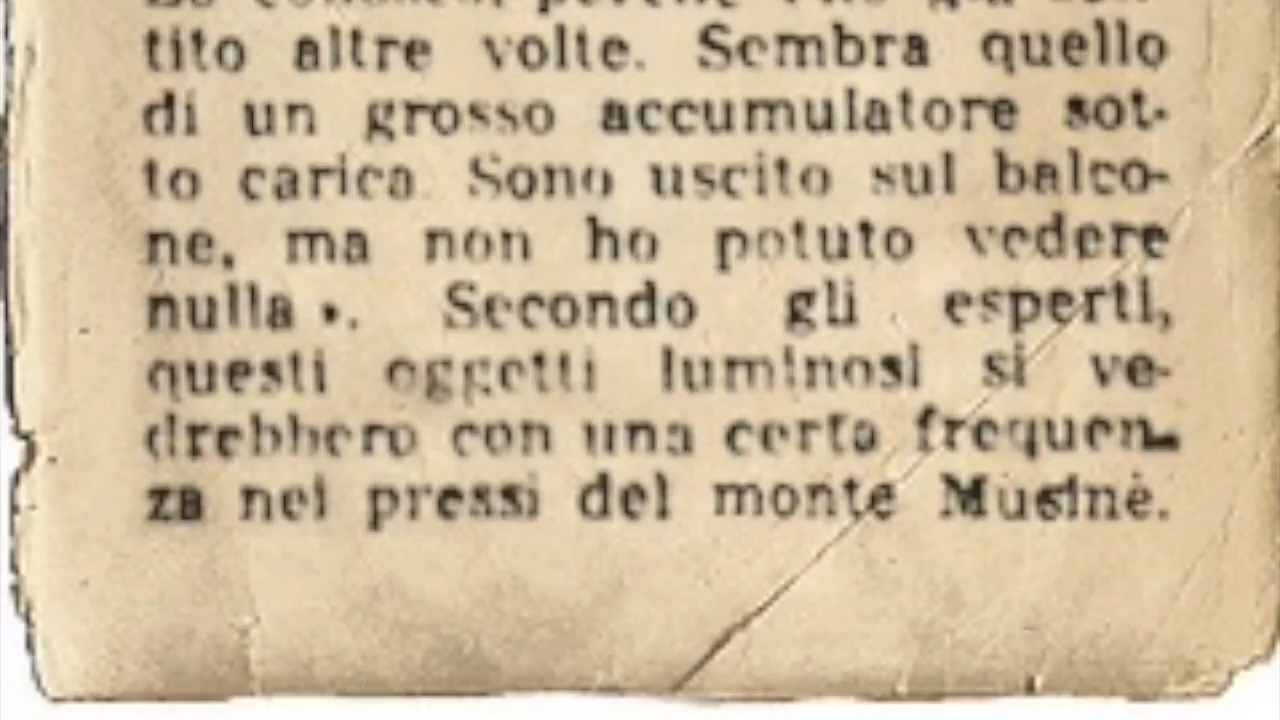 tito altre volte. Sembra quello
di un grosso accumulatore sot-
to carica Sono uscito sul balco-
ne, ma non ho potuto vedere
nulla ». Secondo gli esperti,
questi oggetti luminosi si ve-
drebbero con una certa frequen-
za nei pressi del monte Musinè.